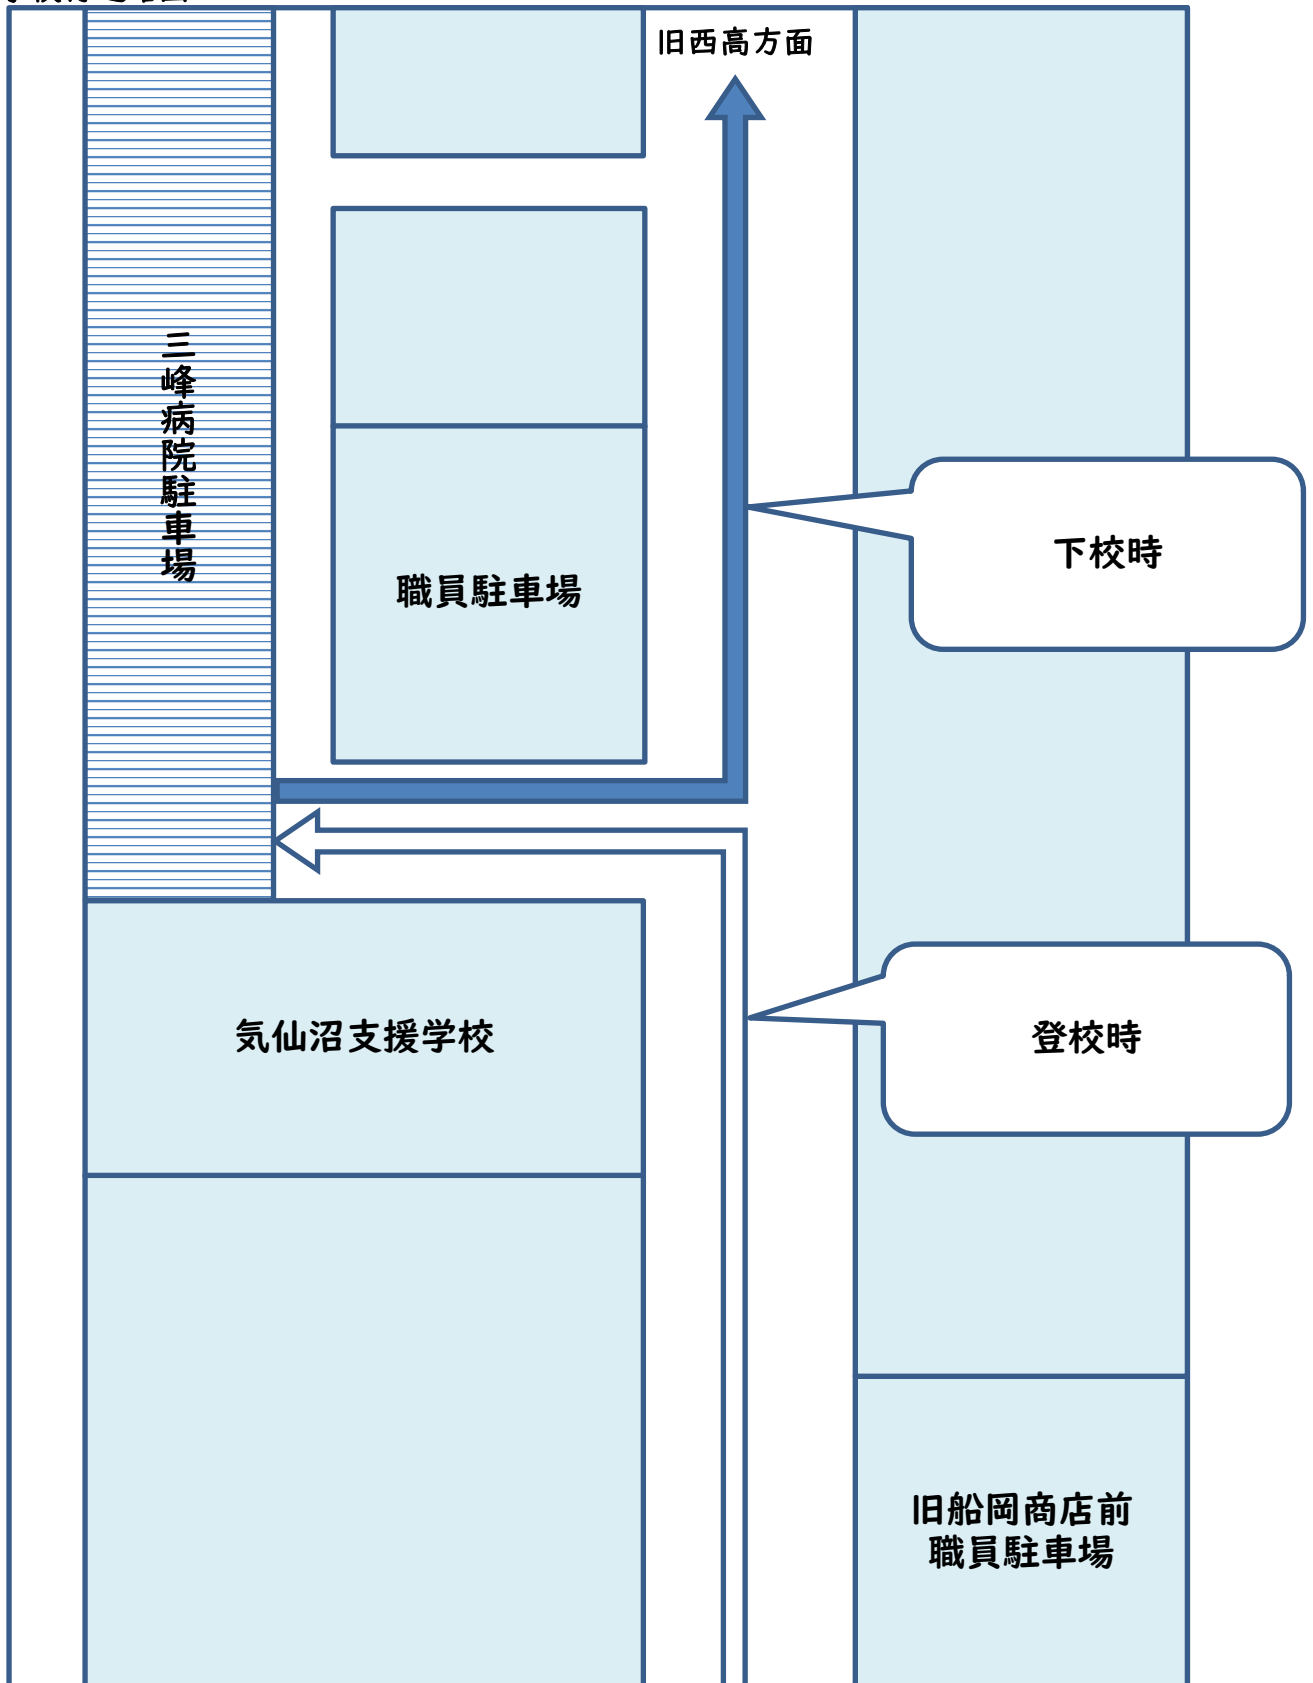 旧西高方面
三峰病院駐車場
下校時
職員駐車場
気仙沼支援学校
登校時
旧船岡商店前
職員駐車場